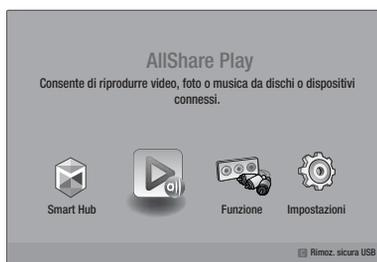 AllShare Play
Consente di riprodurre video, foto o musica da dischi o dispositivi
connessi.
Smart Hub
Funzione
Impostazioni
C Rimoz. sicura USB